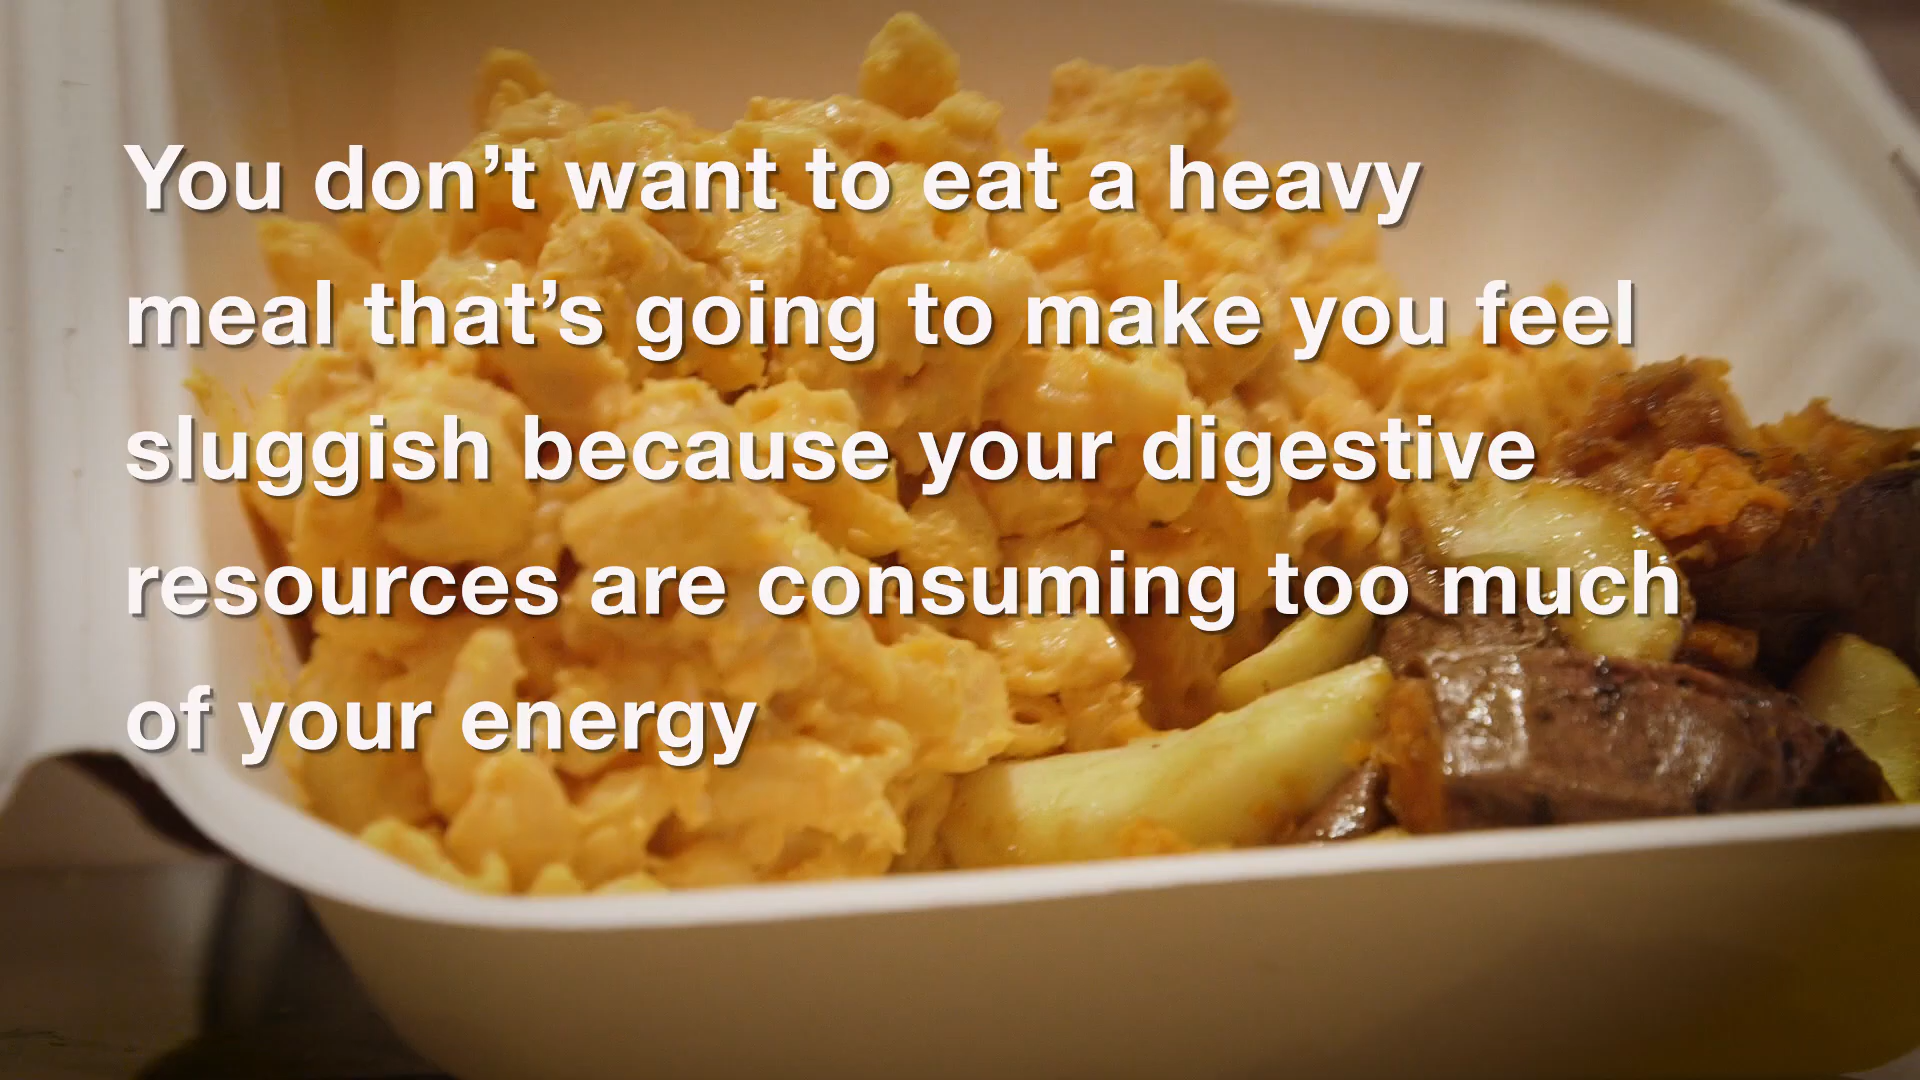 You don’t want to eat a heavy
meal that’s going to make you feel
sluggish because your digestive
resources are consuming too much
of your energy